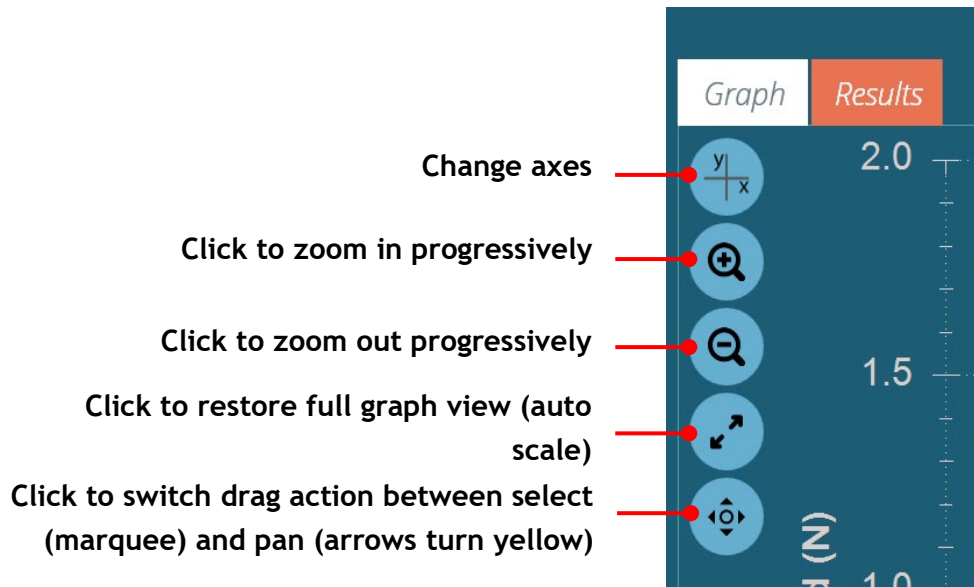 Graph
Results
Change axes
y
x
2.0
Click to zoom in progressively
Click to zoom out progressively
1.5
Click to restore full graph view (auto
scale)
Click to switch drag action between select
(marquee) and pan (arrows turn yellow)
(N)
1.0